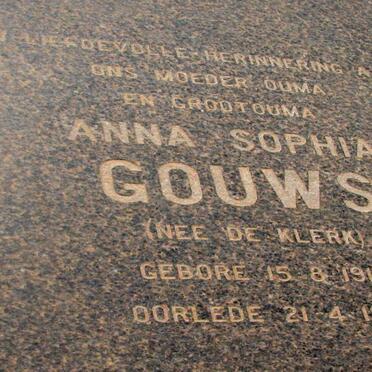 LIEFDEVOLLE HERINNERING A
ONS MOEDER OUMA
EN GROOTOUMA
ANNA SOPHIA
GOUWS
(NEE DE KLERK)
GEBORE 15-8-191
OORLEDE 21-4-1